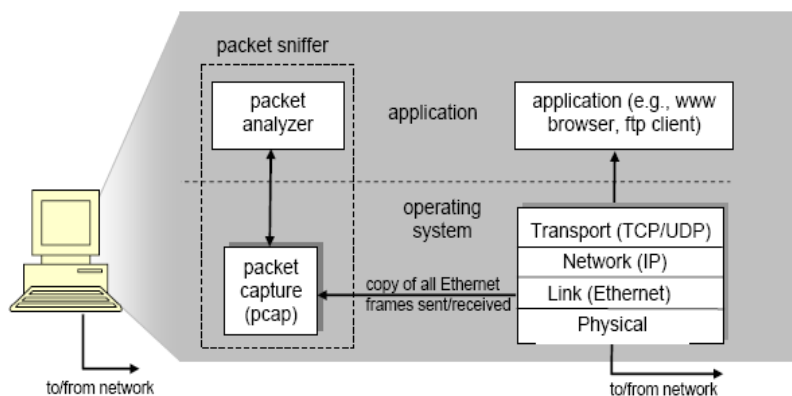 packet sniffer
packet
analyzer
application
application (e.g., www
browser, ftp client)
operating
system
packet
capture
(pcap)
copy of all Ethernet
frames sent/received
Transport (TCP/UDP)
Network (IP)
Link (Ethernet)
Physical
to/from network
to/from network